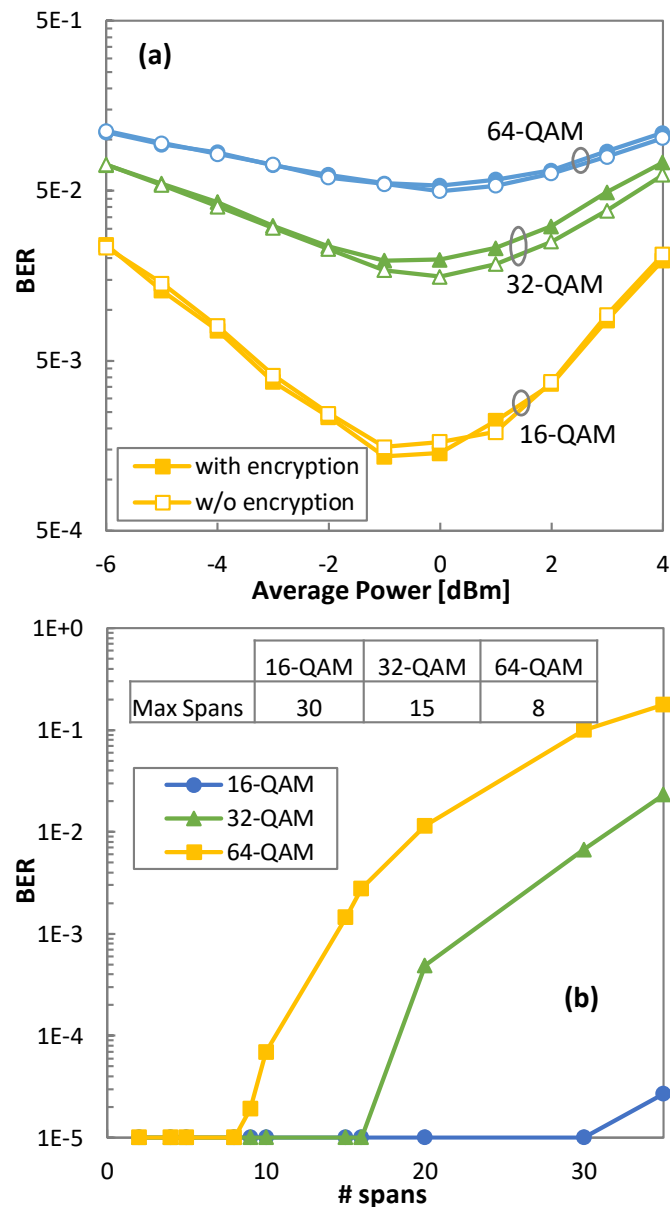 5E-1
(a)
64-QAM
5E-2
BER
32-QAM
5E-3
16-QAM
with encryption
w/o encryption
5E-4
-6 -4 -2 0 2 4
Average Power [dBm]
1E+0
16-QAM 32-QAM 64-QAM
Max Spans 30 15 8
1E-1
16-QAM
32-QAM
64-QAM
1E-2
BER
1E-3
(b)
1E-4
1E-5
0 10 20 30
# spans